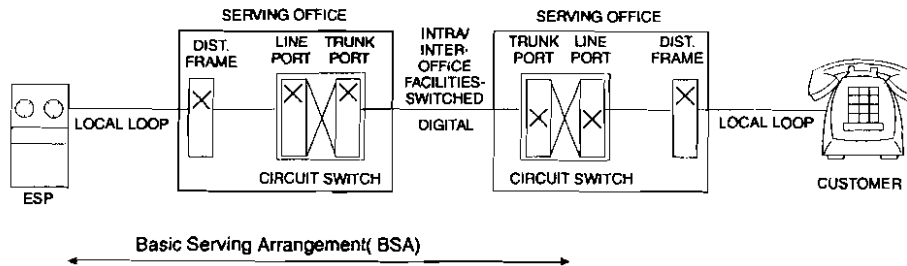 SERVING OFFICE
SERVING OFFICE
DIST.
FRAME
LINE
PORT
TRUNK
PORT
INTRA/
INTER-
OFFICE
FACILITIES-
SWITCHED
DIGITAL
TRUNK
PORT
LINE
PORT
DIST.
FRAME
LOCAL LOOP
LOCAL LOOP
CIRCUIT SWITCH
CIRCUIT SWITCH
ESP
CUSTOMER
Basic Serving Arrangement( BSA)